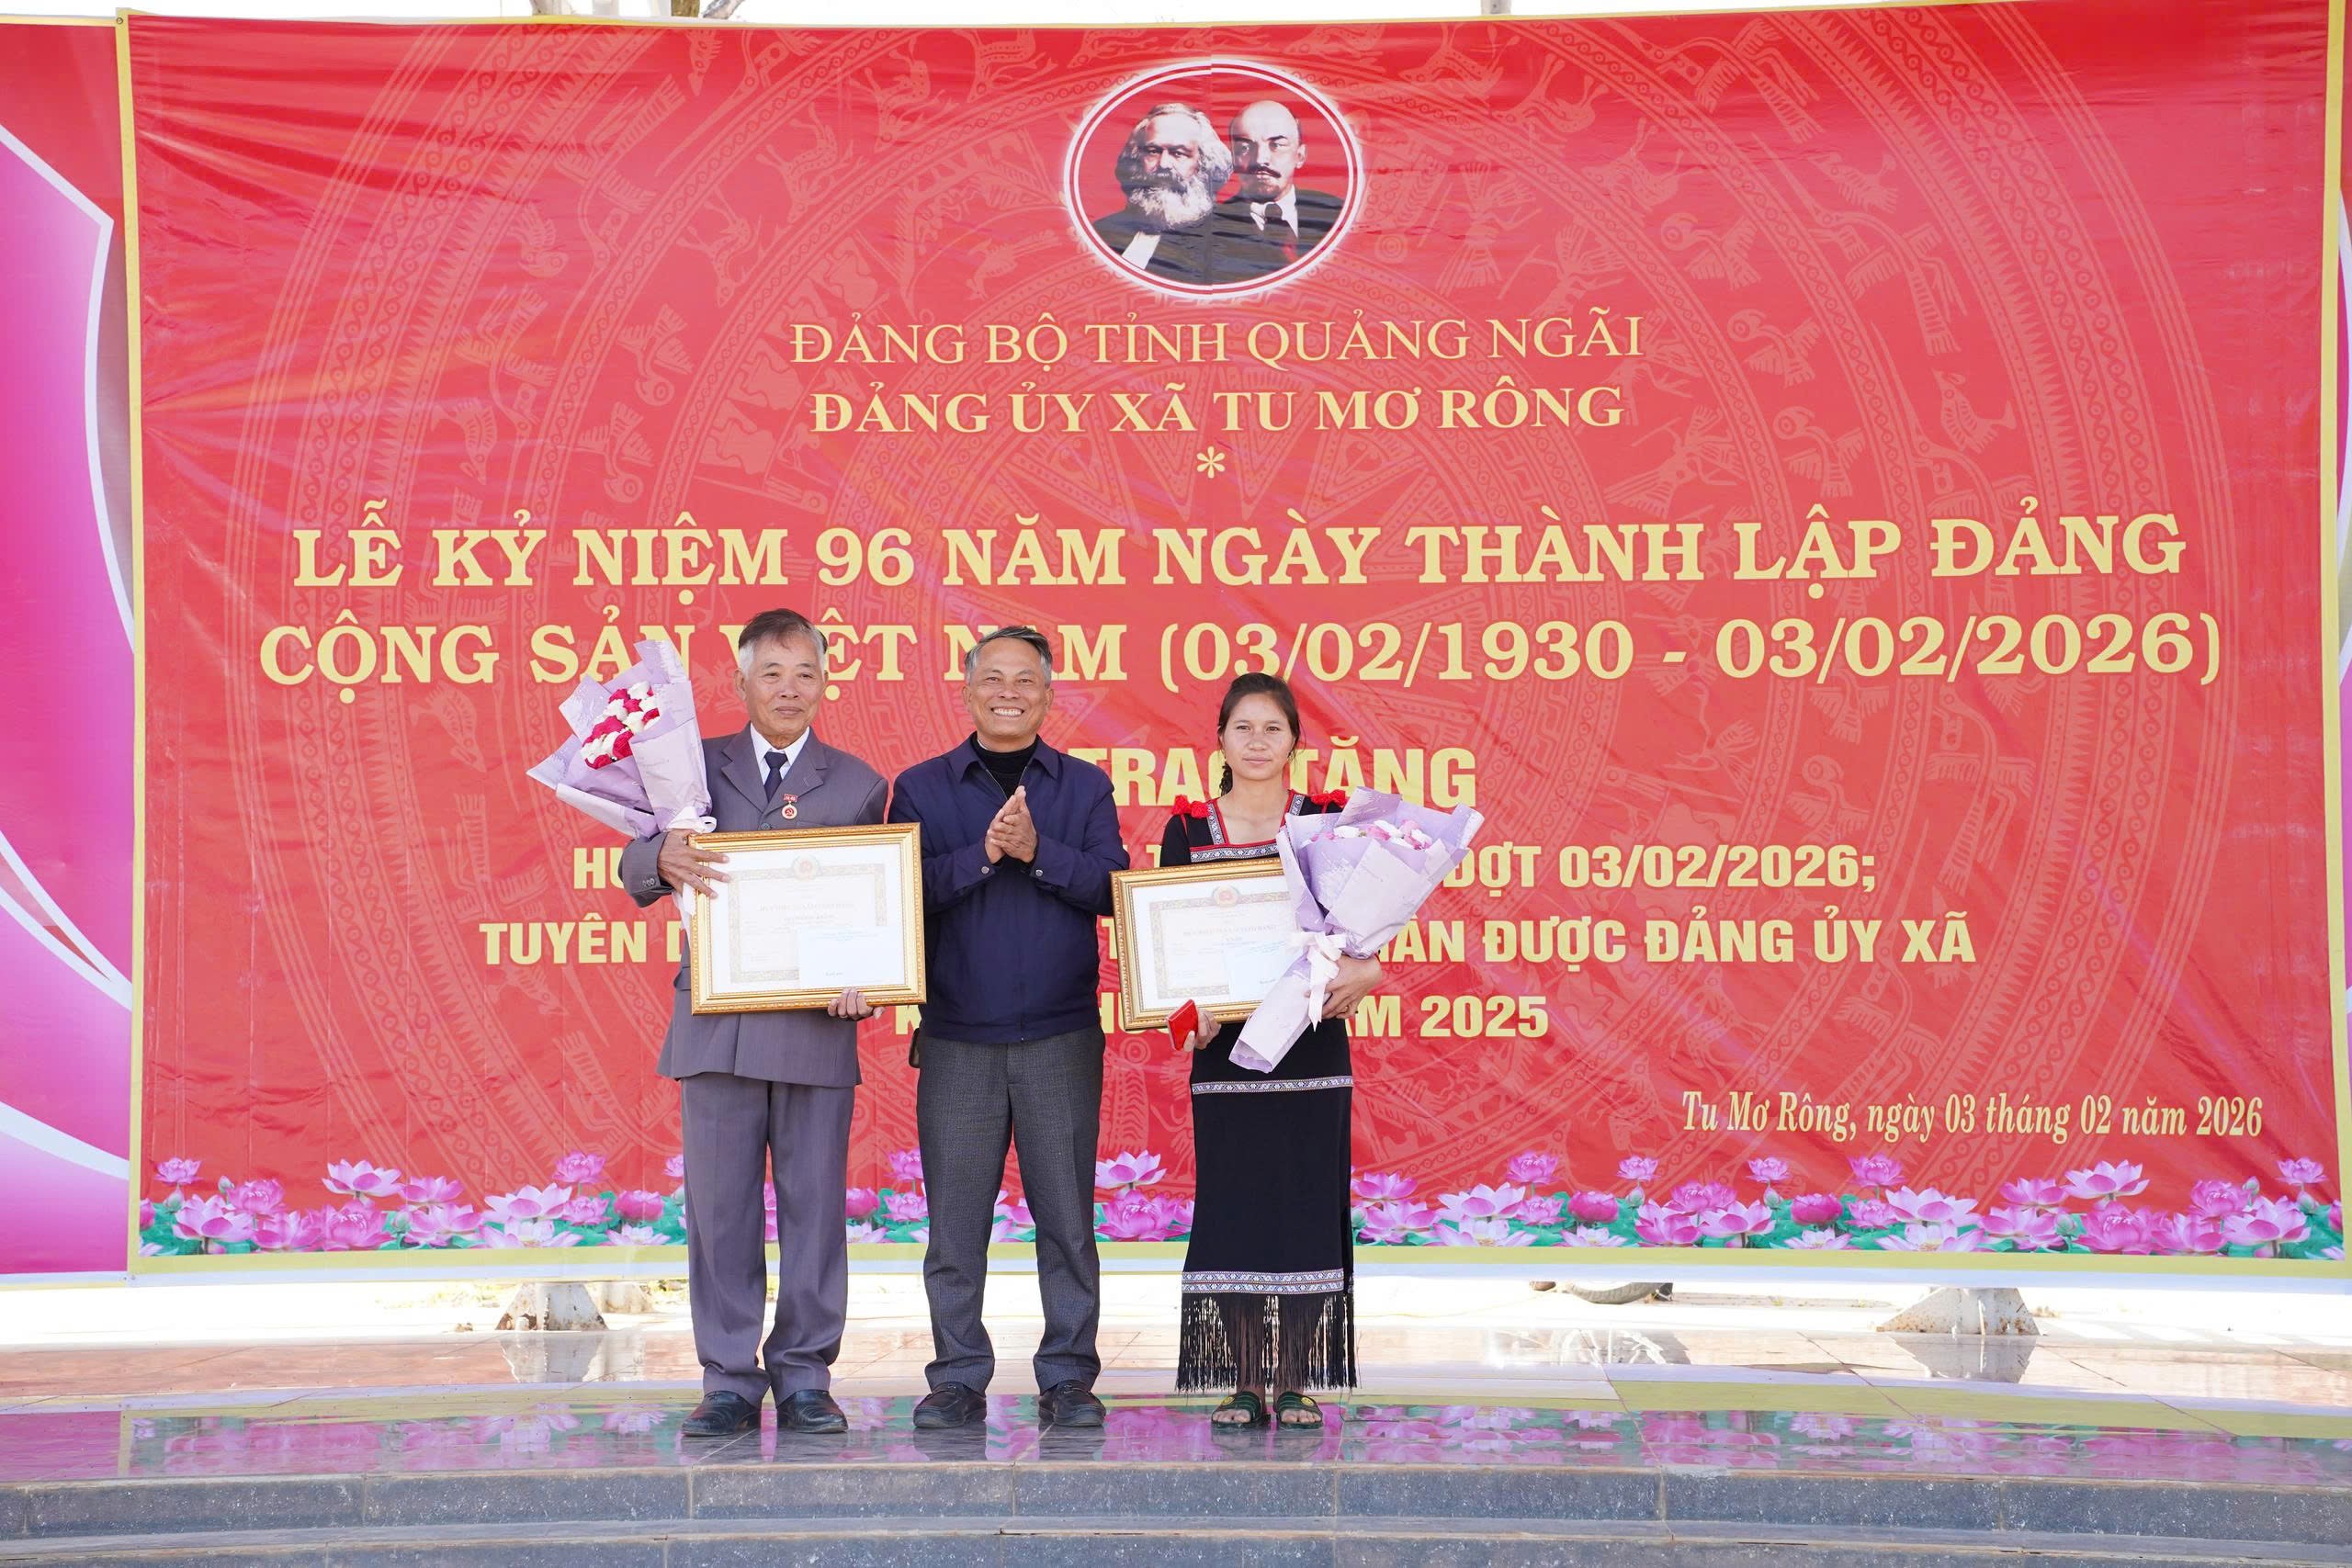 ĐẢNG BỘ TỈNH QUẢNG NGÃI
ĐẢNG ỦY XÃ TU MƠ RÔNG
*
LỄ KỶ NIỆM 96 NĂM NGÀY THÀNH LẬP ĐẢNG
CỘNG SẢN VIỆT NAM (03/02/1930 - 03/02/2026)
TRAO TẶNG
ĐỢT 03/02/2026;
TUYÊN ĐƯỢC ĐẢNG ỦY XÃ
2025
Tu Mơ Rông, ngày 03 tháng 02 năm 2026